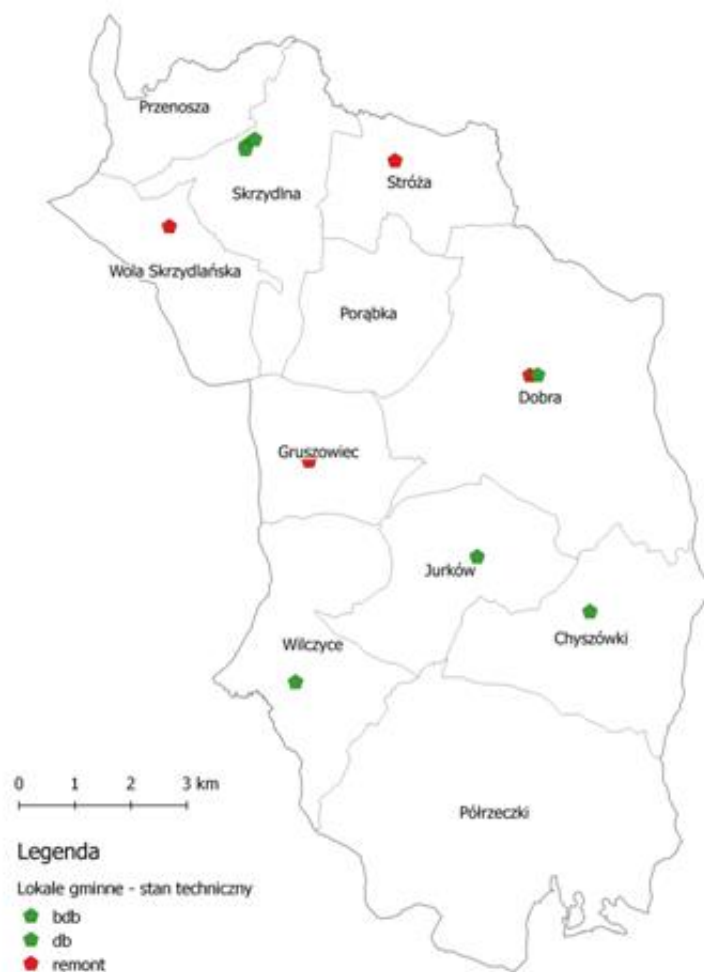 Przenosza
Skrzydlna
Stróża
Wola Skrzydlańska
Porąbka
Dobra
Gruszowiec
Jurków
Chyszówki
Wilczyce
Półrzeczki
0 1 2 3 km
Legenda
Lokale gminne - stan techniczny
bdb
db
remont